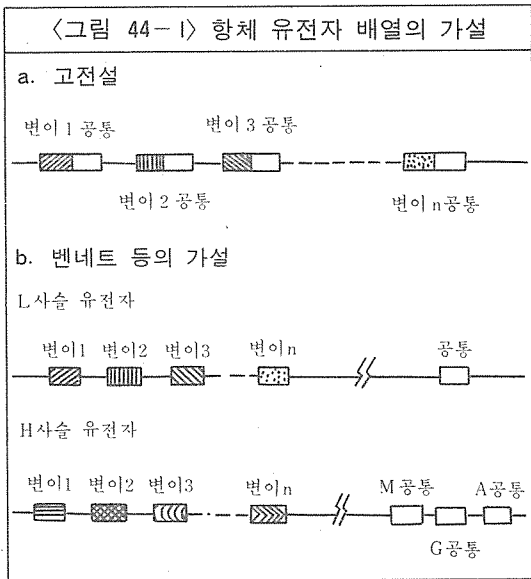 〈그림 44-1〉 항체 유전자 배열의 가설
a. 고전설
변이 1 공통 변이 3 공통
변이 2 공통 변이 n 공통
b. 벤네트 등의 가설
L사슬 유전자
변이1 변이2 변이3 변이n 공통
H사슬 유전자
변이1 변이2 변이3 변이n M 공통 A공통
G공통